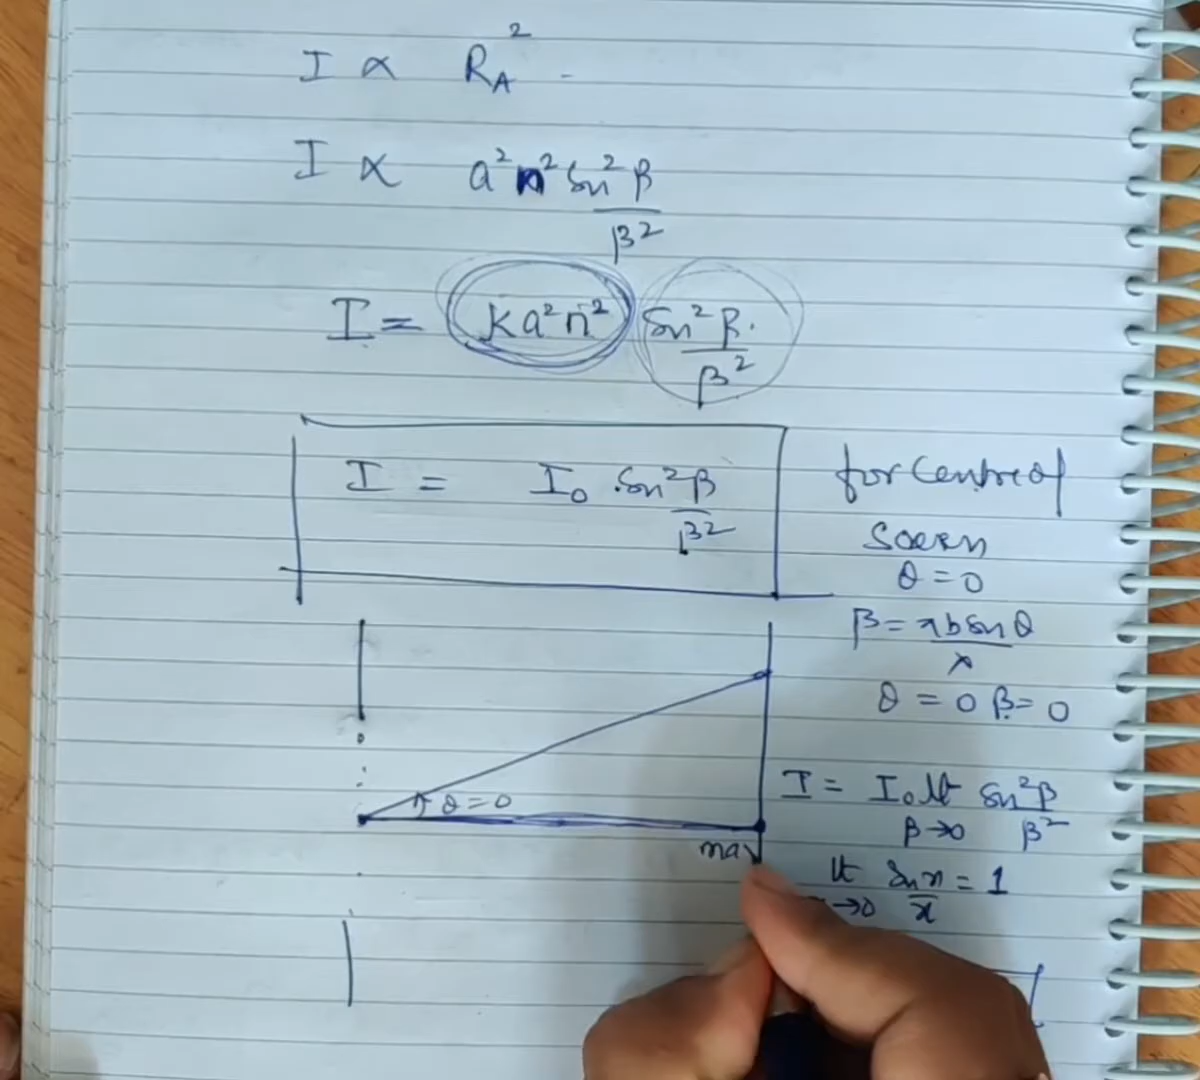 I ∝ R_A²
I ∝ a²n² Sin²β / β²
I = ka²n² Sin²β / β²
I = I₀ Sin²β / β²
for centre of
Screen
θ = 0
β = πb Sin θ / λ
θ = 0 β = 0
θ = 0
max
I = I₀ lt β→0 Sin²β / β²
lt x→0 Sin x / x = 1